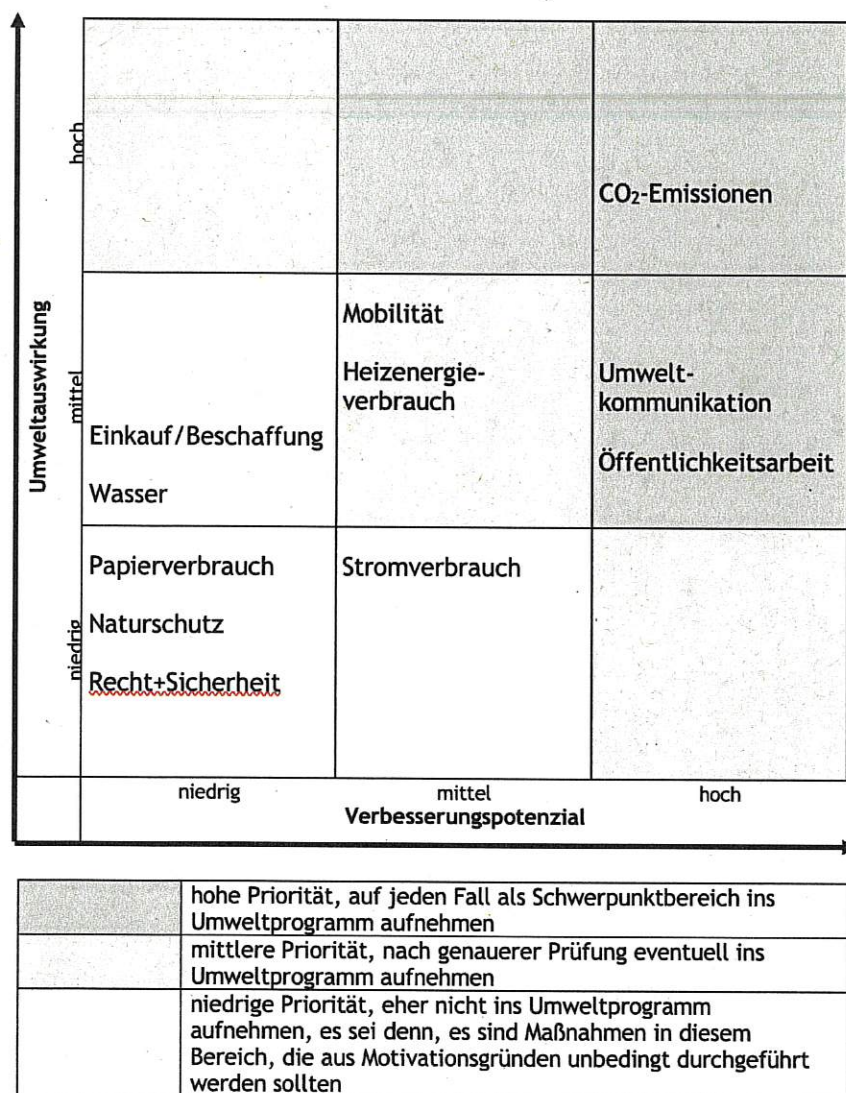 Umweltauswirkung
hoch
mittel
niedrig
CO₂-Emissionen
Mobilität
Heizenergie-
verbrauch
Umwelt-
kommunikation
Öffentlichkeitsarbeit
Einkauf/Beschaffung
Wasser
Papierverbrauch
Naturschutz
Recht+Sicherheit
Stromverbrauch
niedrig
mittel
hoch
Verbesserungspotenzial
hohe Priorität, auf jeden Fall als Schwerpunktbereich ins
Umweltprogramm aufnehmen
mittlere Priorität, nach genauerer Prüfung eventuell ins
Umweltprogramm aufnehmen
niedrige Priorität, eher nicht ins Umweltprogramm
aufnehmen, es sei denn, es sind Maßnahmen in diesem
Bereich, die aus Motivationsgründen unbedingt durchgeführt
werden sollten